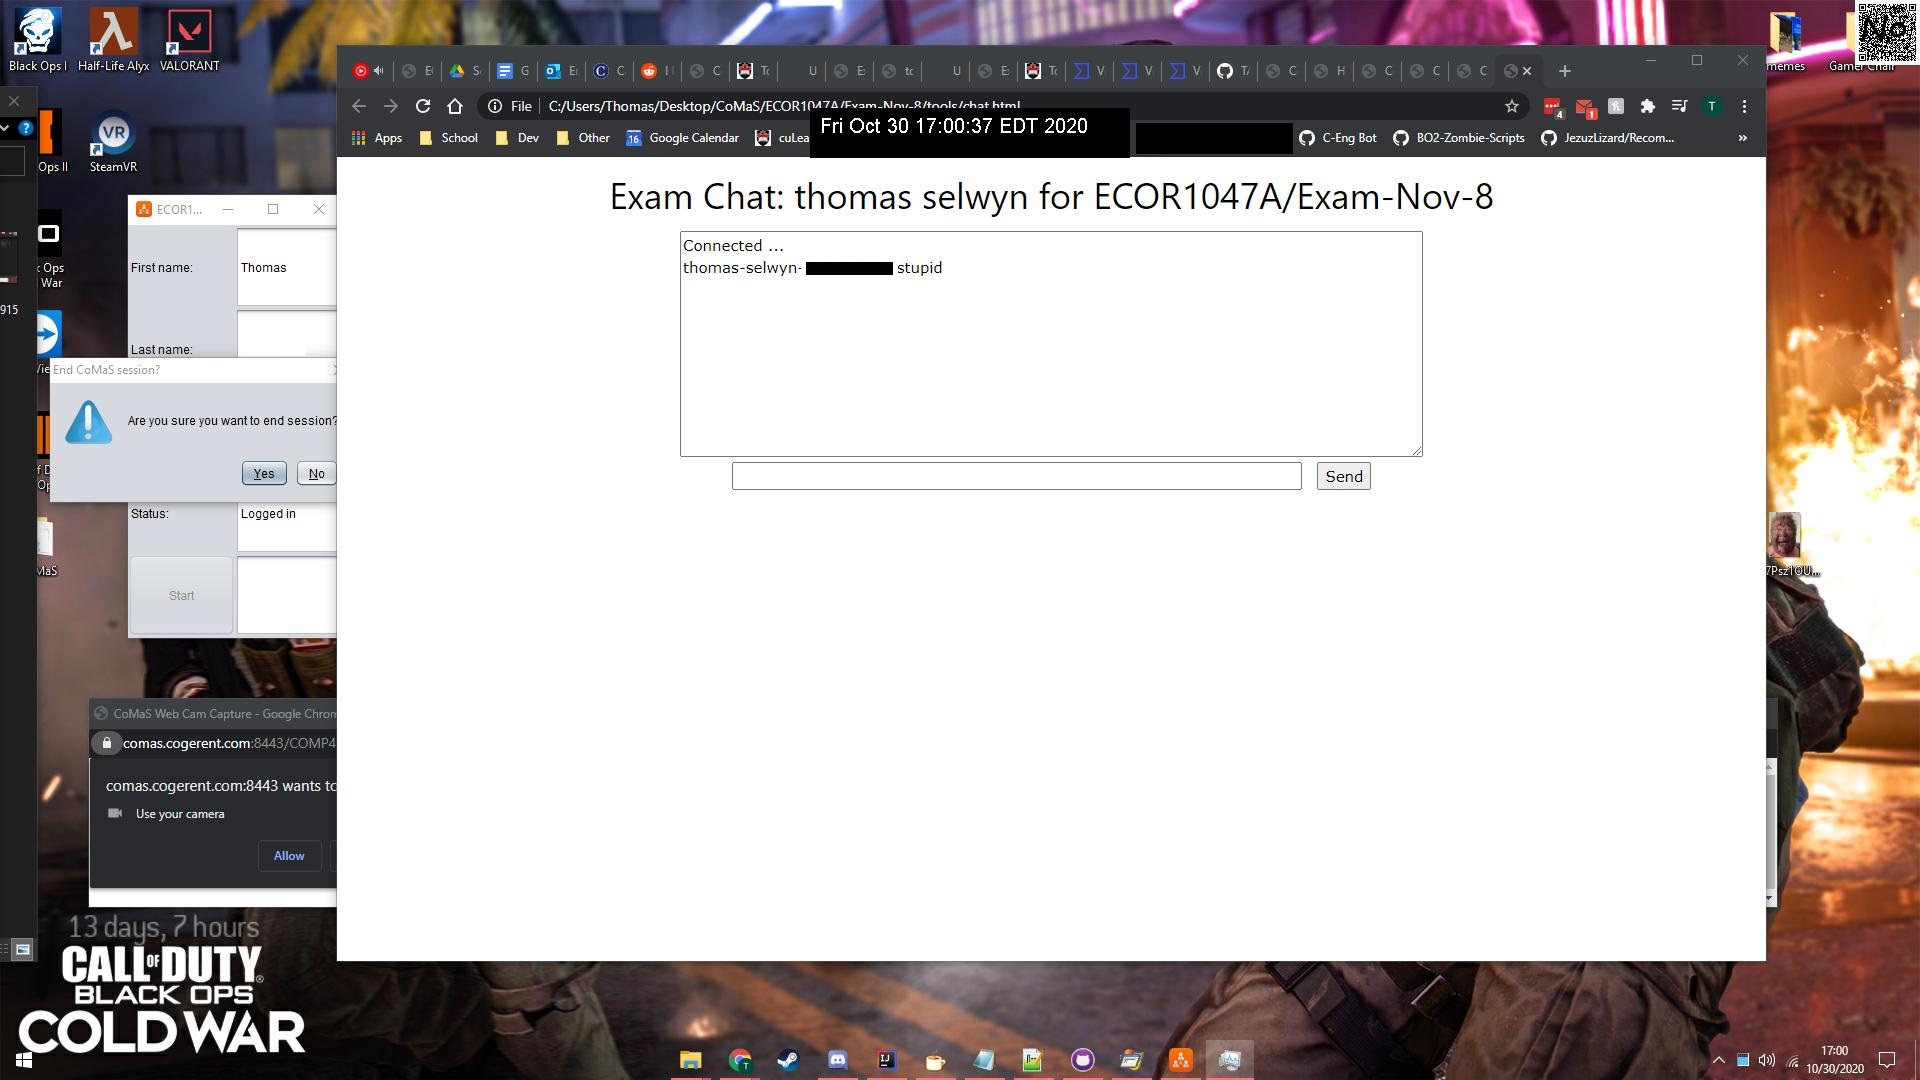 Black Ops I
Half-Life Alyx
VALORANT
memes
Gamer Chair
File
C:/Users/Thomas/Desktop/CoMaS/ECOR1047A/Exam-Nov-8/tools/chat.html
Fri Oct 30 17:00:37 EDT 2020
Apps
School
Dev
Other
Google Calendar
cuLea
C-Eng Bot
BO2-Zombie-Scripts
JezuzLizard/Recom...
»
Ops II
SteamVR
Exam Chat: thomas selwyn for ECOR1047A/Exam-Nov-8
ECOR1...
Connected ...
thomas-selwyn- stupid
First name:
Thomas
Ops
War
915
Last name:
End CoMaS session?
Are you sure you want to end session?
Yes
No
Send
Status:
Logged in
MaS
7Psz1OU...
Start
CoMaS Web Cam Capture - Google Chrom
comas.cogerent.com:8443/COMP4
comas.cogerent.com:8443 wants to
Use your camera
Allow
13 days, 7 hours
CALL OF DUTY
BLACK OPS
COLD WAR
17:00
10/30/2020